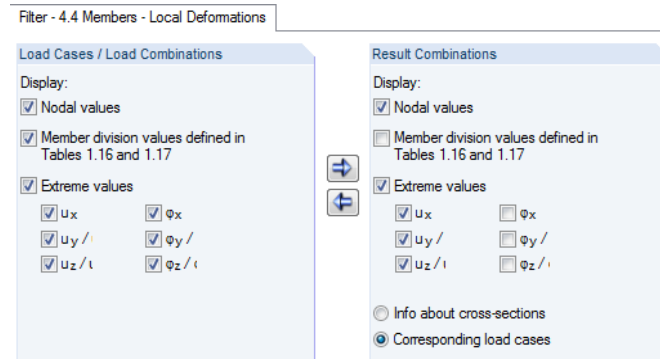 Filter - 4.4 Members - Local Deformations
Load Cases / Load Combinations
Display:
Nodal values
Member division values defined in
Tables 1.16 and 1.17
Extreme values
ux φx
uy / φy /
uz / φz /
Result Combinations
Display:
Nodal values
Member division values defined in
Tables 1.16 and 1.17
Extreme values
ux φx
uy / φy /
uz / φz /
Info about cross-sections
Corresponding load cases